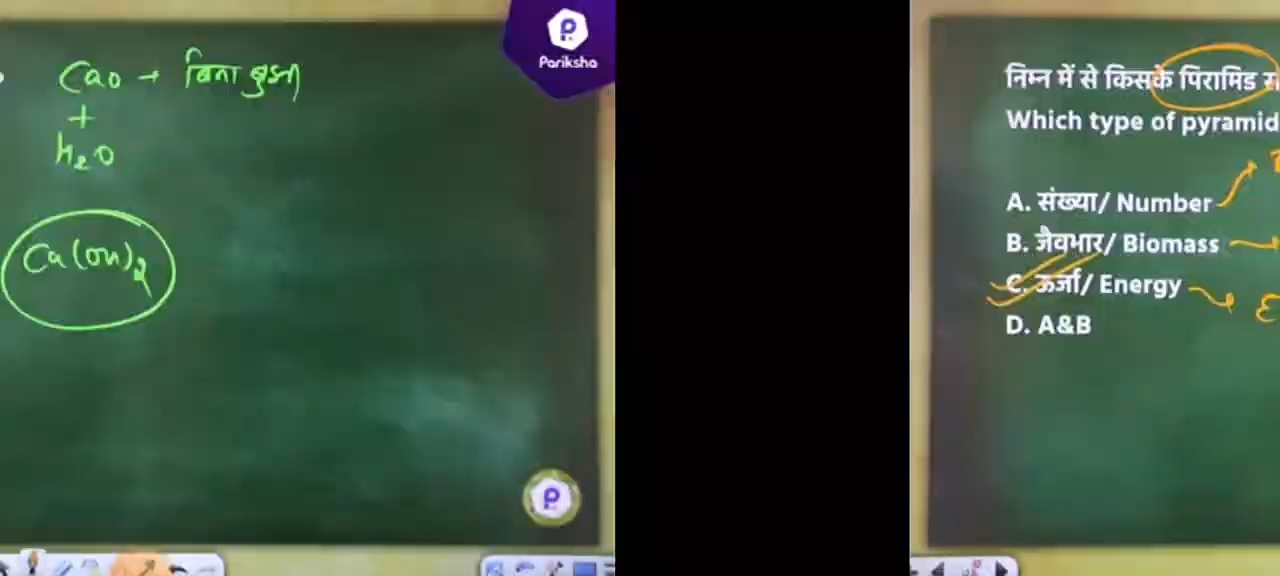 Pariksha
CaO → बिना बुझा
+
H2O
Ca(OH)2
निम्न में से किसके पिरामिड
Which type of pyramid
A. संख्या/ Number
B. जैवभार/ Biomass
C. ऊर्जा/ Energy
D. A&B